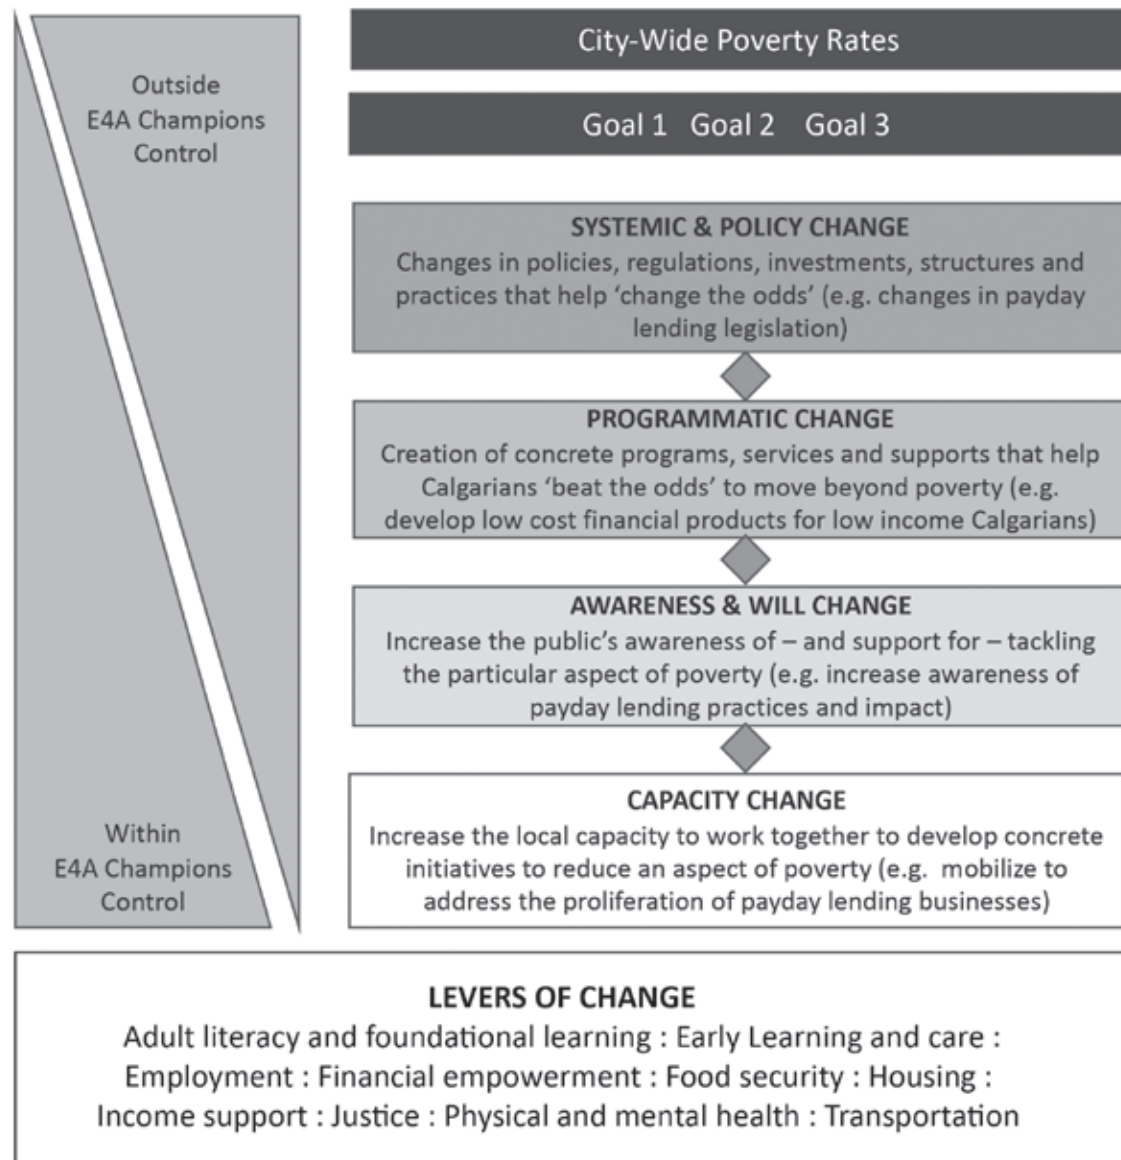 Outside
E4A Champions
Control
Within
E4A Champions
Control
City-Wide Poverty Rates
Goal 1 Goal 2 Goal 3
SYSTEMIC & POLICY CHANGE
Changes in policies, regulations, investments, structures and
practices that help ‘change the odds’ (e.g. changes in payday
lending legislation)
PROGRAMMATIC CHANGE
Creation of concrete programs, services and supports that help
Calgarians ‘beat the odds’ to move beyond poverty (e.g.
develop low cost financial products for low income Calgarians)
AWARENESS & WILL CHANGE
Increase the public’s awareness of – and support for – tackling
the particular aspect of poverty (e.g. increase awareness of
payday lending practices and impact)
CAPACITY CHANGE
Increase the local capacity to work together to develop concrete
initiatives to reduce an aspect of poverty (e.g. mobilize to
address the proliferation of payday lending businesses)
LEVERS OF CHANGE
Adult literacy and foundational learning : Early Learning and care :
Employment : Financial empowerment : Food security : Housing :
Income support : Justice : Physical and mental health : Transportation